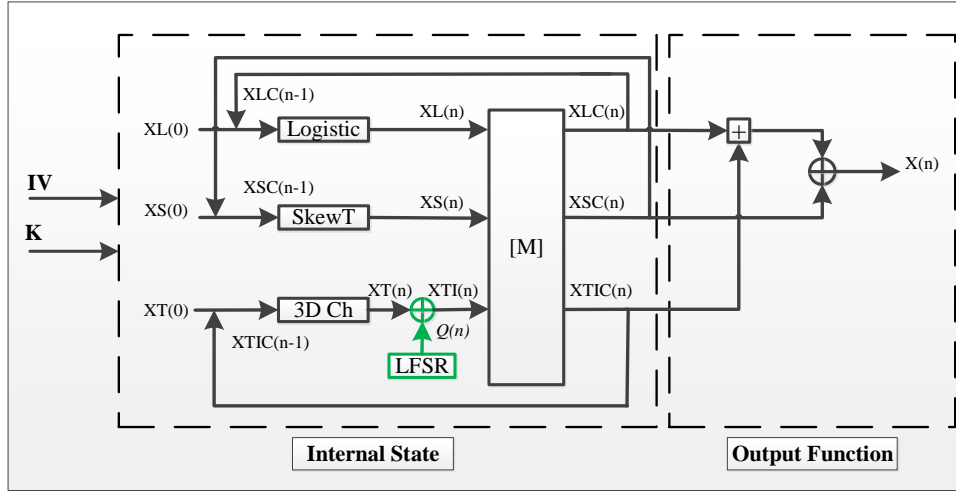 XLC(n-1)
XL(n)
XLC(n)
XL(0)
Logistic
+
X(n)
IV
XSC(n-1)
XS(n)
XSC(n)
XS(0)
SkewT
K
[M]
XT(n)
XTI(n)
XTIC(n)
XT(0)
3D Ch
Q(n)
XTIC(n-1)
LFSR
Internal State
Output Function